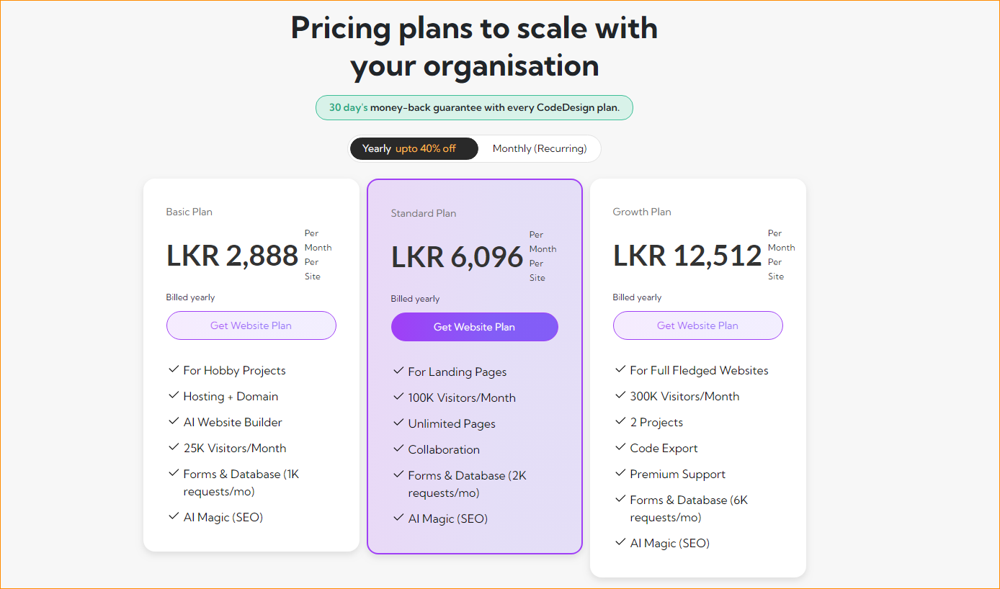 Pricing plans to scale with
your organisation
30 day's money-back guarantee with every CodeDesign plan.
Yearly upto 40% off
Monthly (Recurring)
Basic Plan
LKR 2,888
Per
Month
Per
Site
Billed yearly
Get Website Plan
For Hobby Projects
Hosting + Domain
AI Website Builder
25K Visitors/Month
Forms & Database (1K
requests/mo)
AI Magic (SEO)
Standard Plan
LKR 6,096
Per
Month
Per
Site
Billed yearly
Get Website Plan
For Landing Pages
100K Visitors/Month
Unlimited Pages
Collaboration
Forms & Database (2K
requests/mo)
AI Magic (SEO)
Growth Plan
LKR 12,512
Per
Month
Per
Site
Billed yearly
Get Website Plan
For Full Fledged Websites
300K Visitors/Month
2 Projects
Code Export
Premium Support
Forms & Database (6K
requests/mo)
AI Magic (SEO)